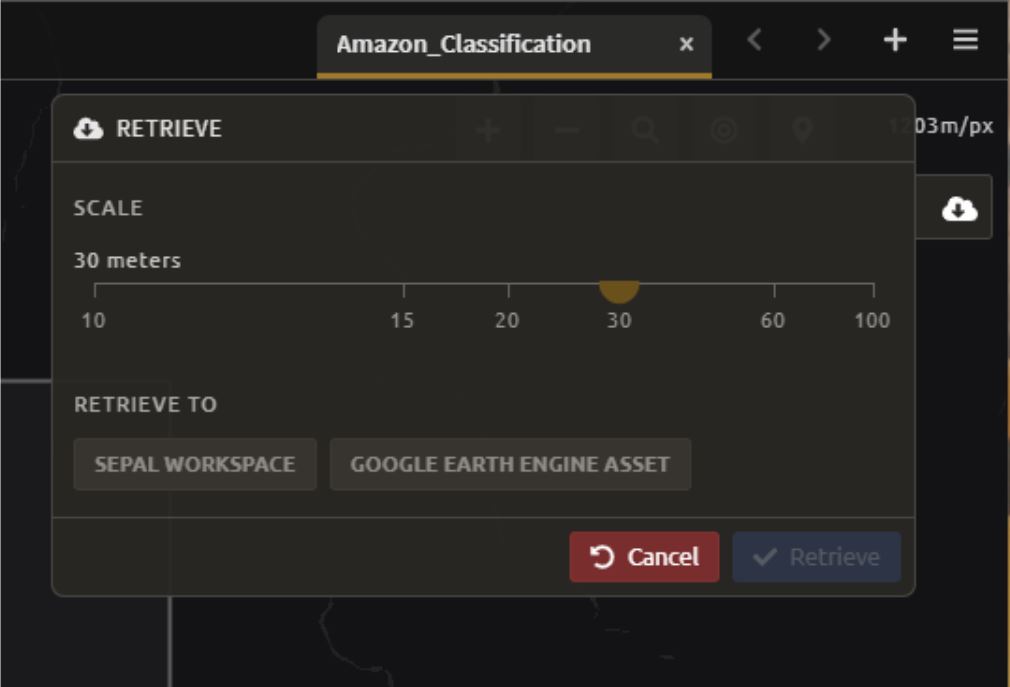 Amazon_Classification
RETRIEVE
1203m/px
SCALE
30 meters
10 15 20 30 60 100
RETRIEVE TO
SEPAL WORKSPACE GOOGLE EARTH ENGINE ASSET
Cancel Retrieve